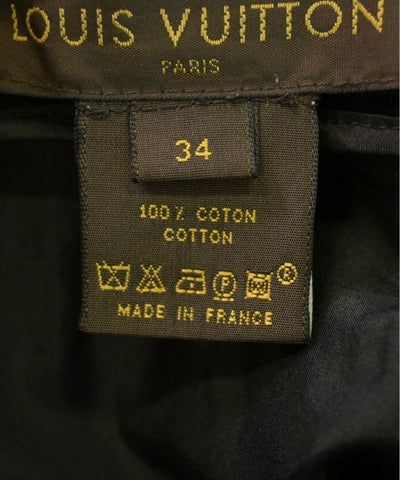 LOUIS VUITTON
PARIS
34
100% COTON
COTTON
P ®
MADE IN FRANCE